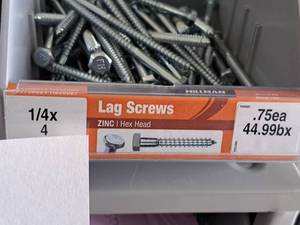 HILLMAN
1/4x
4
Lag Screws
ZINC | Hex Head
.75ea
44.99bx